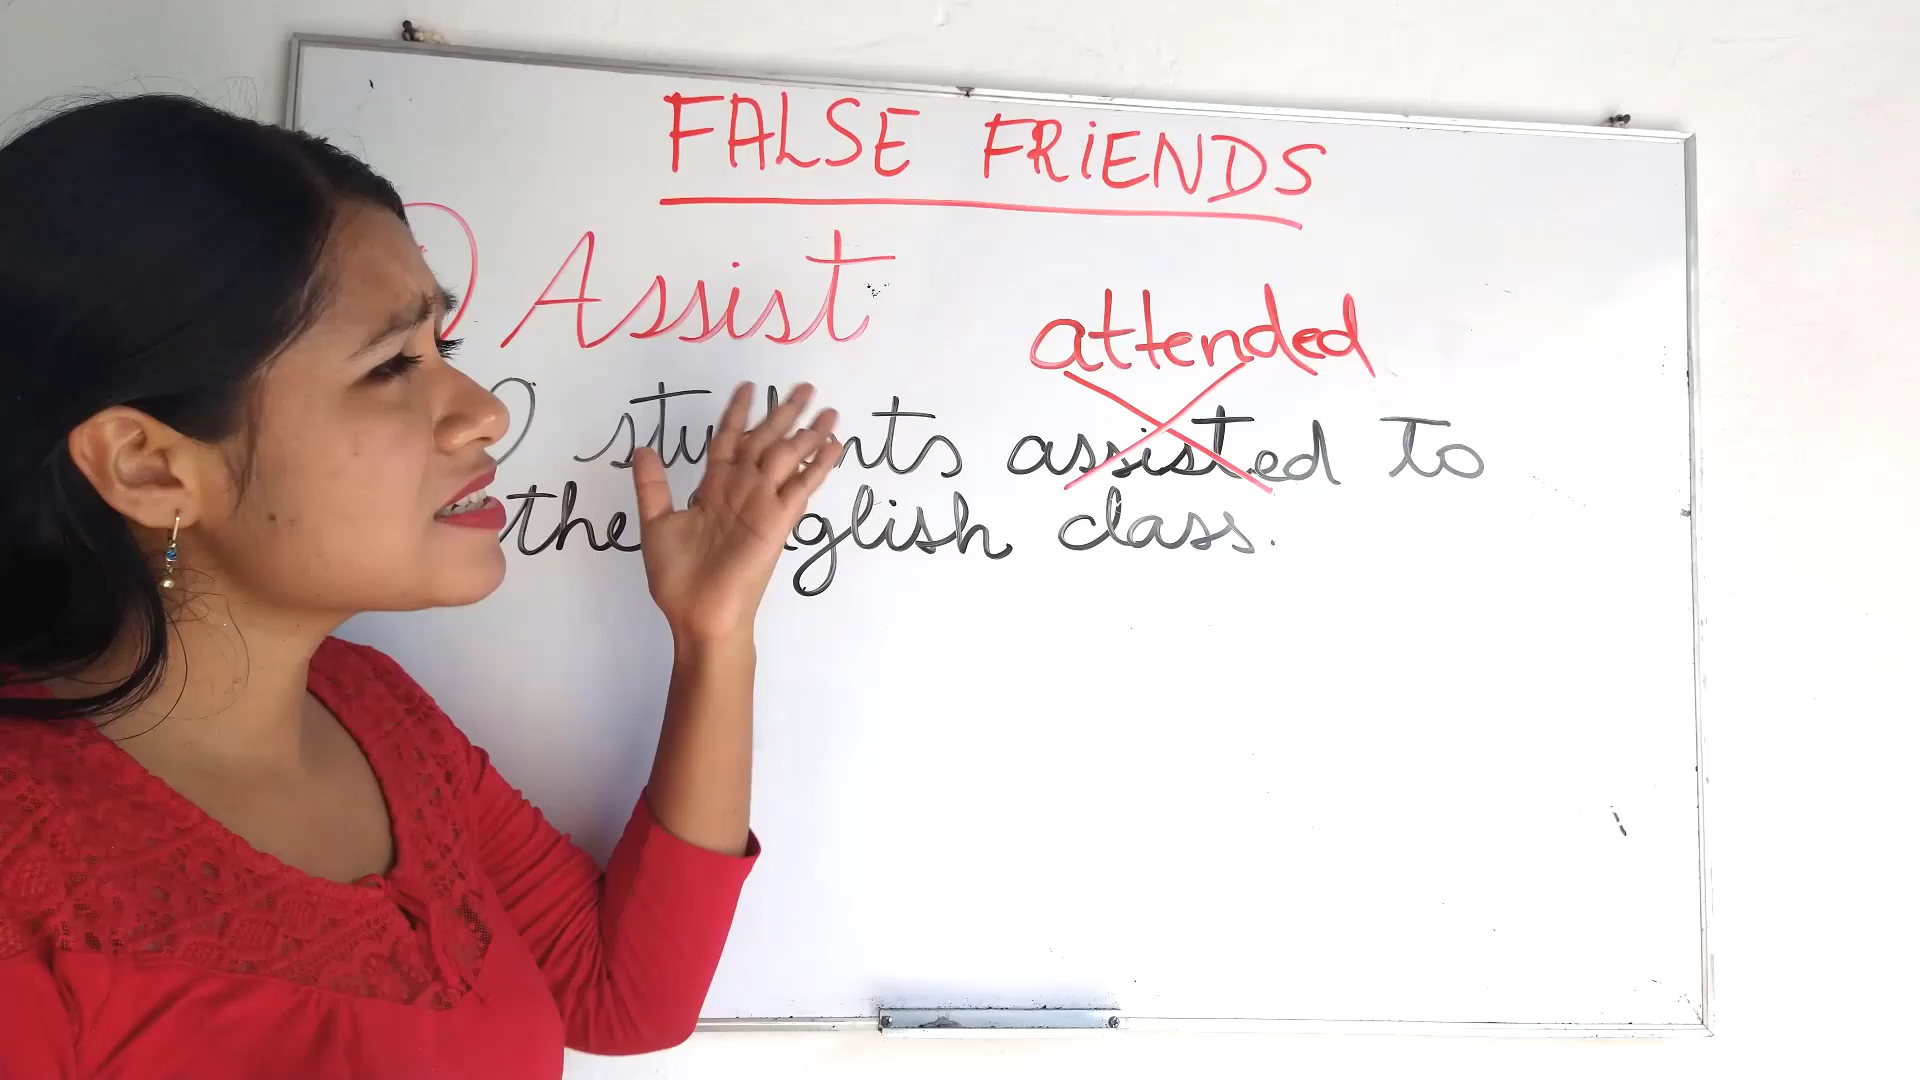 FALSE FRIENDS
Assist
attended
students assisted to
the English class.